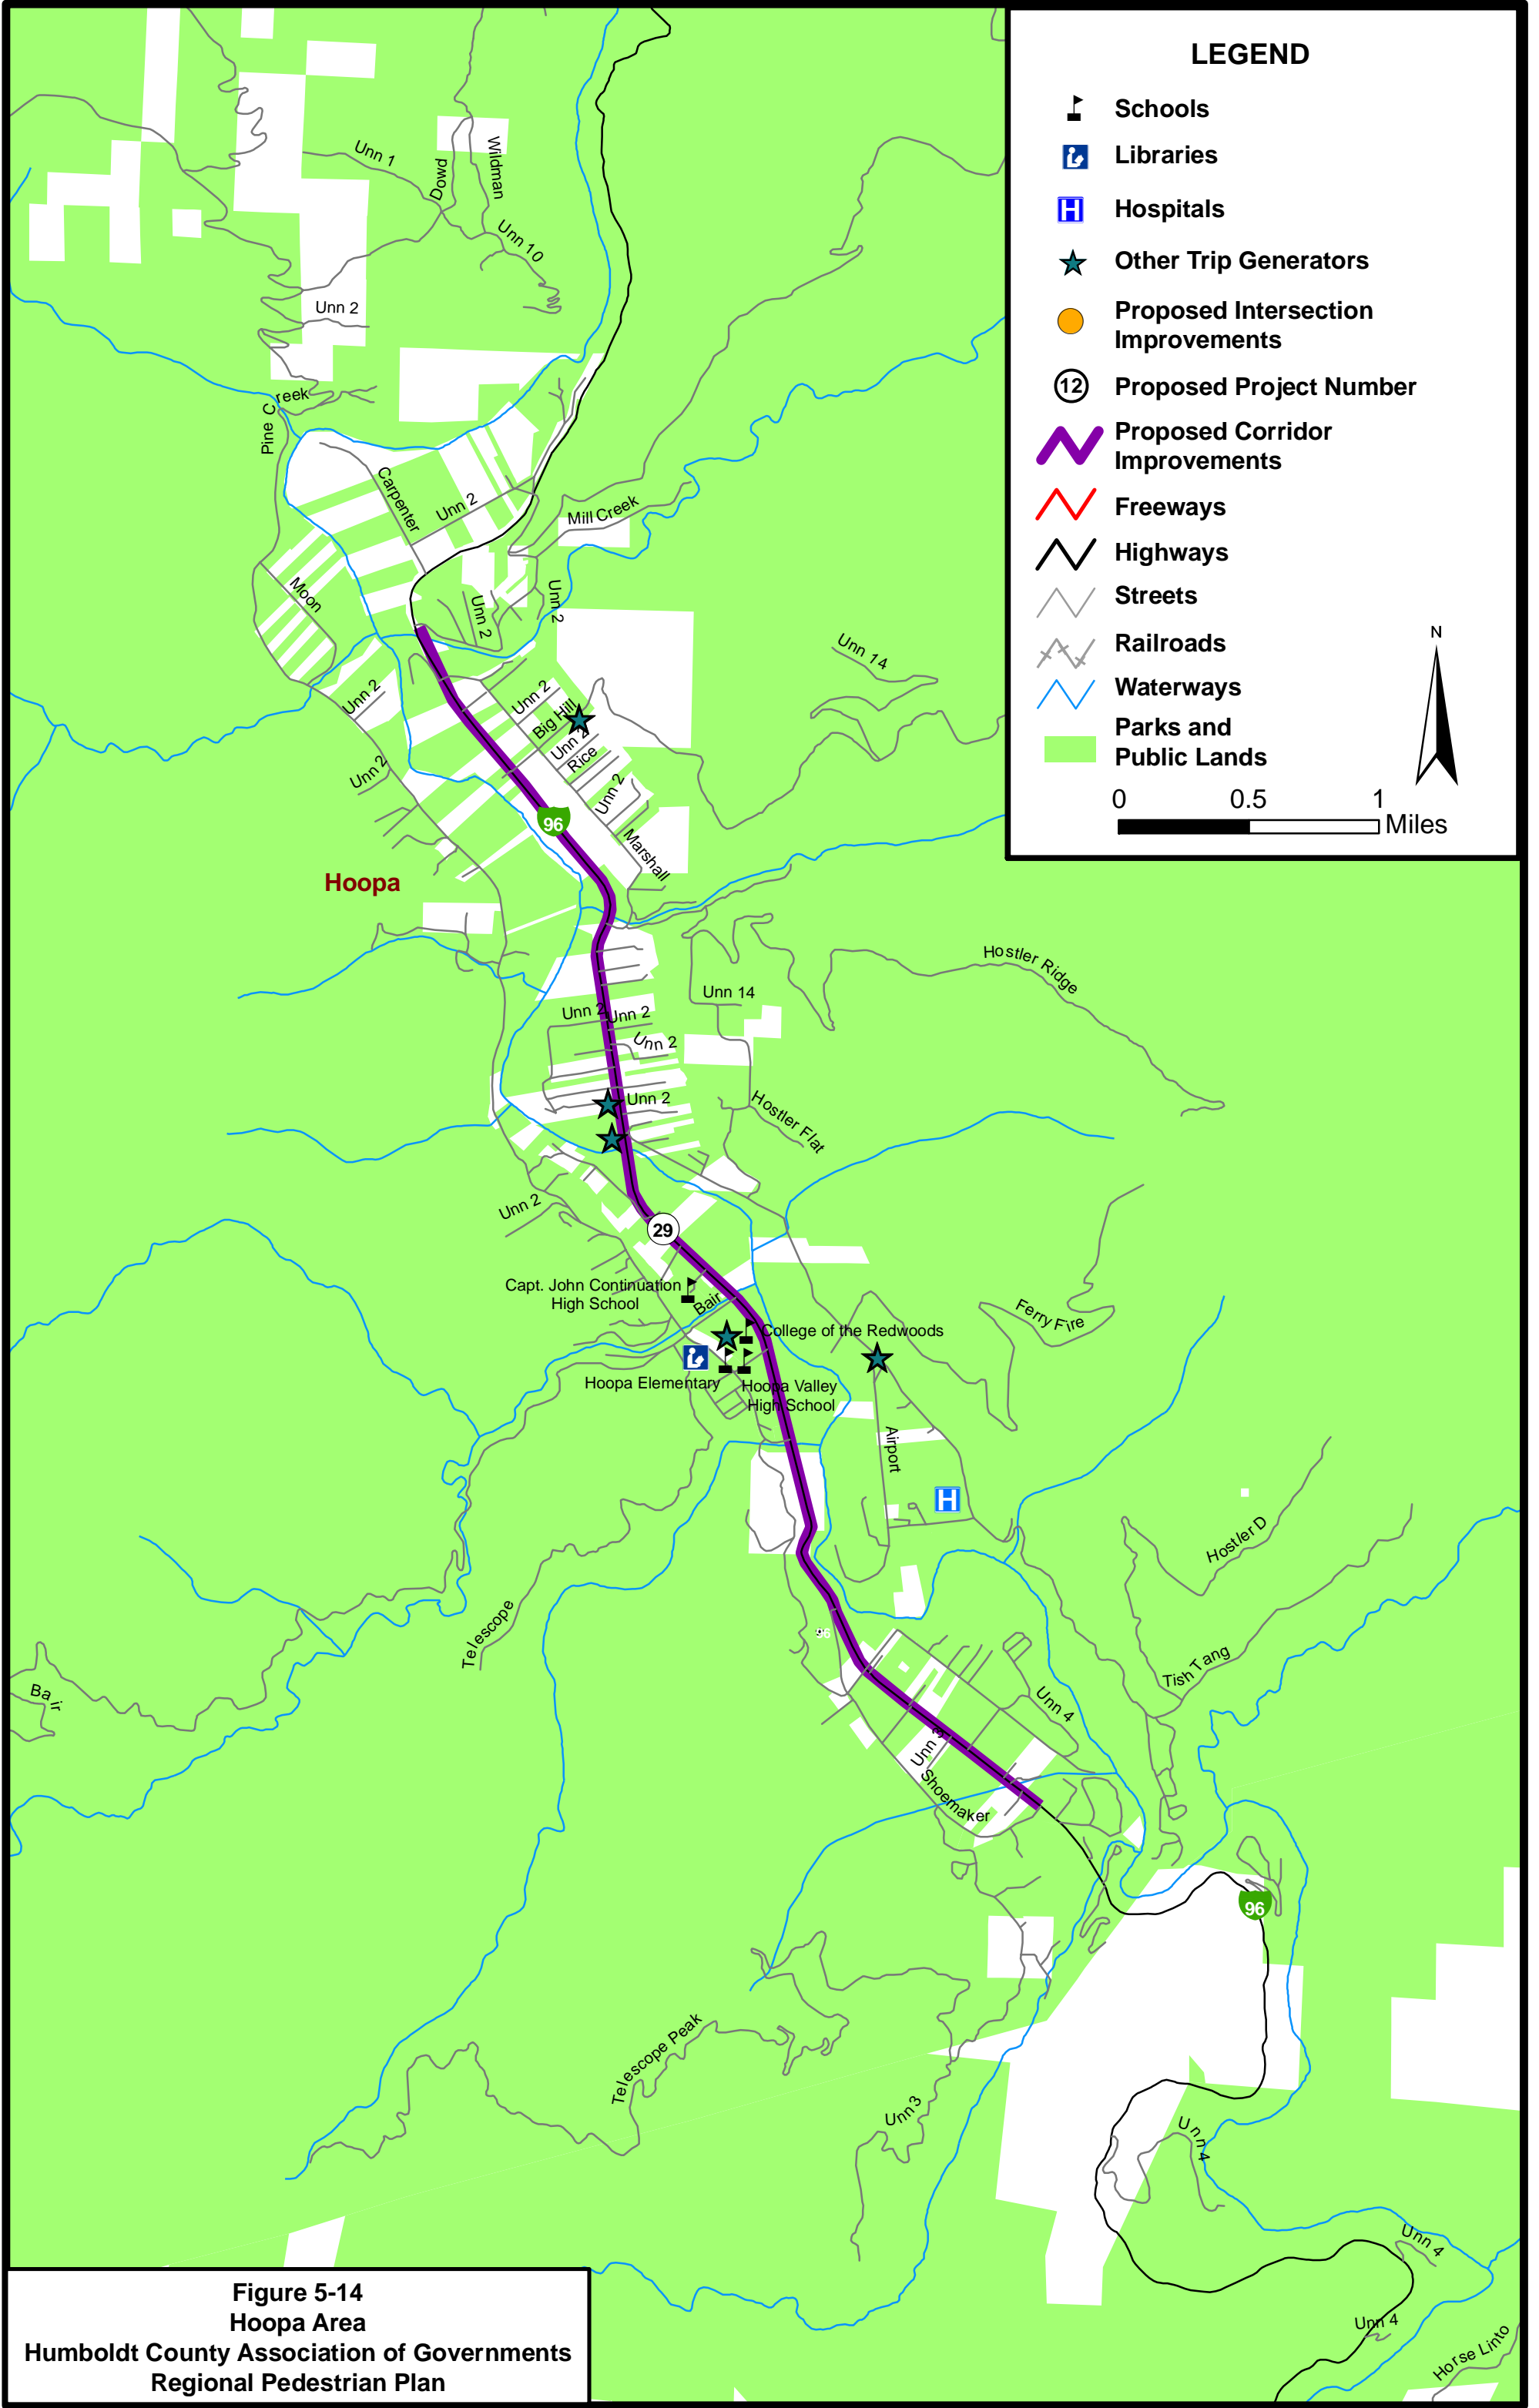 LEGEND
Schools
Libraries
H
Hospitals
Other Trip Generators
Proposed Intersection
Improvements
12
Proposed Project Number
Proposed Corridor
Improvements
Freeways
Highways
Streets
Railroads
Waterways
Parks and
Public Lands
N
0 0.5 1
Miles
Unn 1
Dowd
Wildman
Unn 10
Unn 2
Pine Creek
Carpenter
Unn 2
Mill Creek
Moon
Unn 2
Unn 2
Unn 14
Unn 2
Unn 2
Big Hill
Unn 2
Rice
Unn 2
Unn 2
96
Marshall
Hoopa
Hostler Ridge
Unn 14
Unn 2
Unn 2
Unn 2
Unn 2
Hostler Flat
Unn 2
29
Capt. John Continuation
High School
Bair
College of the Redwoods
Ferry Fire
Hoopa Elementary
Hoopa Valley
High School
Airport
H
Hostler D
Telescope
96
Tish Tang
Bair
Unn 4
Unn 3
Shoemaker
96
Telescope Peak
Unn 3
Unn 4
Unn 4
Unn 4
Horse Linto
Figure 5-14
Hoopa Area
Humboldt County Association of Governments
Regional Pedestrian Plan